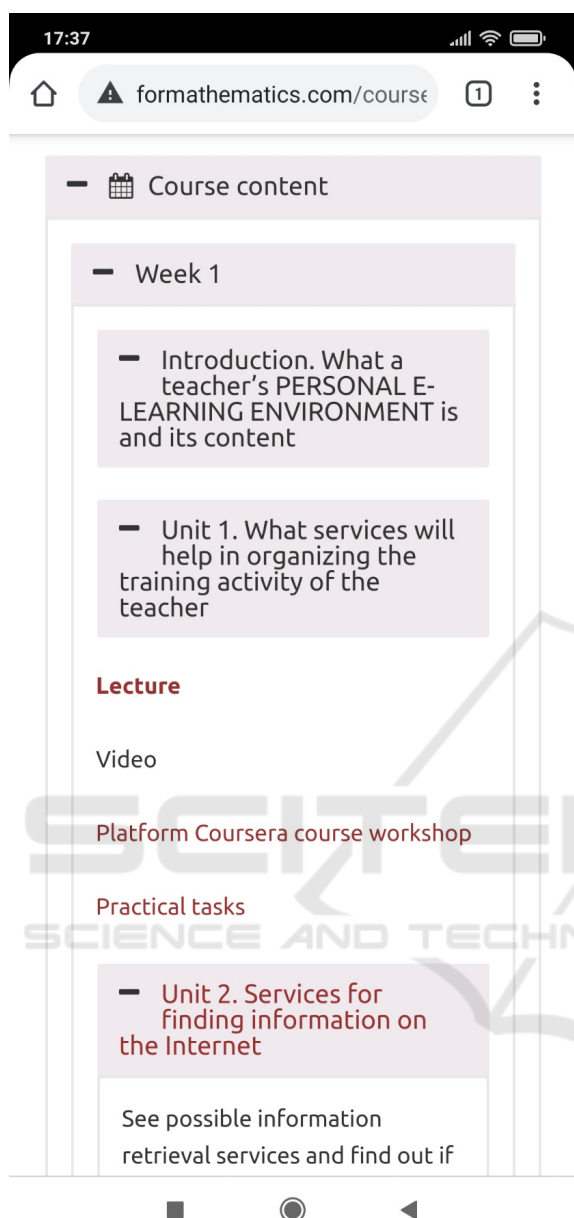 17:37
formathematics.com/course
1
Course content
Week 1
Introduction. What a
teacher's PERSONAL E-
LEARNING ENVIRONMENT is
and its content
Unit 1. What services will
help in organizing the
training activity of the
teacher
Lecture
Video
Platform Coursera course workshop
Practical tasks
SCIENCE AND TECHN
Unit 2. Services for
finding information on
the Internet
See possible information
retrieval services and find out if